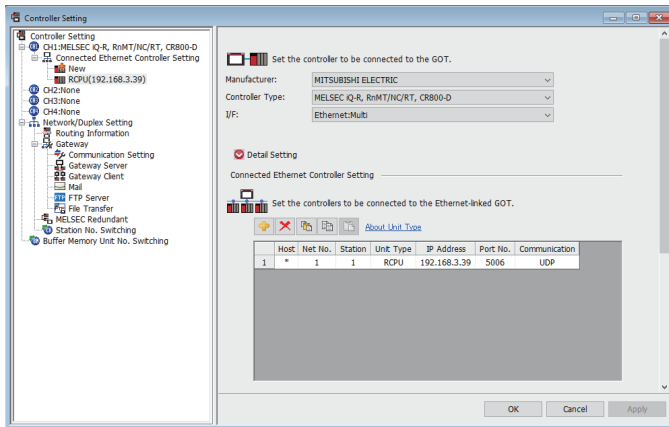 Controller Setting
Controller Setting
CH1:MELSEC iQ-R, RnMT/NC/RT, CR800-D
Connected Ethernet Controller Setting
New
RCPU(192.168.3.39)
CH2:None
CH3:None
CH4:None
Network/Duplex Setting
Routing Information
Gateway
Communication Setting
Gateway Server
Gateway Client
Mail
FTP Server
File Transfer
MELSEC Redundant
Station No. Switching
Buffer Memory Unit No. Switching
Set the controller to be connected to the GOT.
Manufacturer: MITSUBISHI ELECTRIC
Controller Type: MELSEC iQ-R, RnMT/NC/RT, CR800-D
I/F: Ethernet:Multi
Detail Setting
Connected Ethernet Controller Setting
Set the controllers to be connected to the Ethernet-linked GOT.
About Unit Type
Host Net No. Station Unit Type IP Address Port No. Communication
1 * 1 1 RCPU 192.168.3.39 5006 UDP
OK Cancel Apply